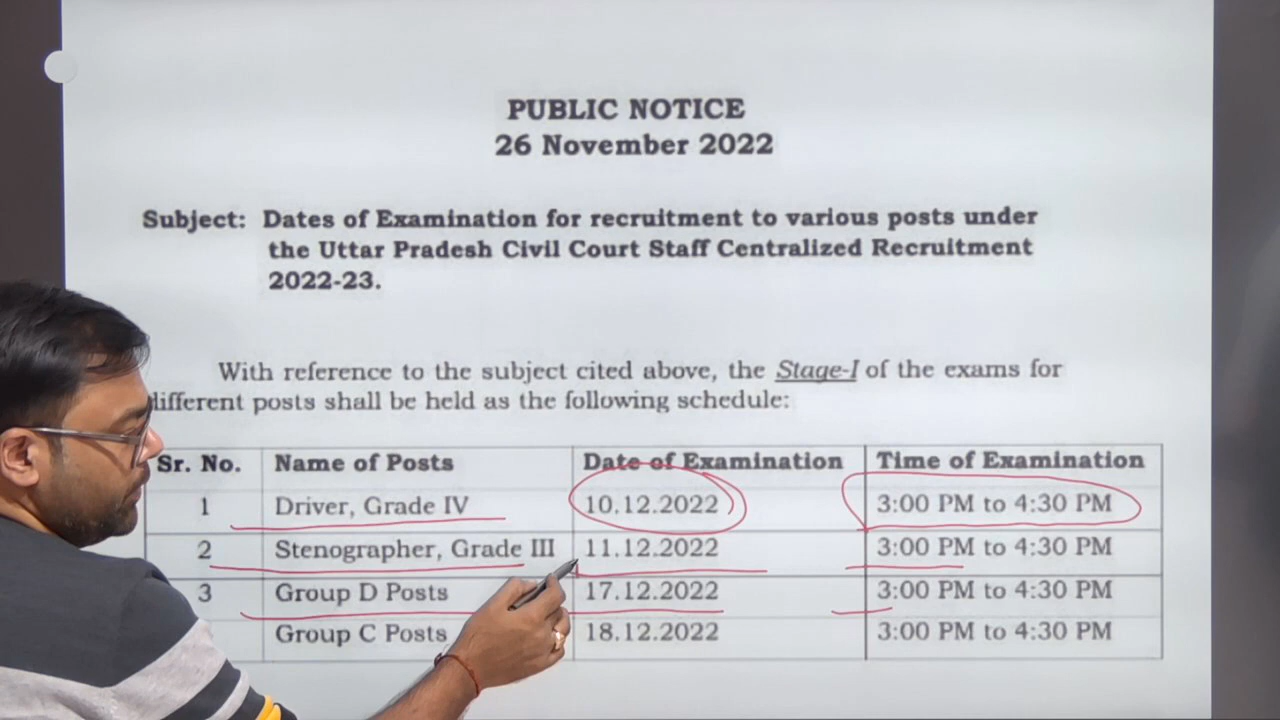 PUBLIC NOTICE
26 November 2022
Subject: Dates of Examination for recruitment to various posts under
the Uttar Pradesh Civil Court Staff Centralized Recruitment
2022-23.
With reference to the subject cited above, the Stage-I of the exams for
different posts shall be held as the following schedule:
Sr. No. Name of Posts Date of Examination Time of Examination
1 Driver, Grade IV 10.12.2022 3:00 PM to 4:30 PM
2 Stenographer, Grade III 11.12.2022 3:00 PM to 4:30 PM
3 Group D Posts 17.12.2022 3:00 PM to 4:30 PM
Group C Posts 18.12.2022 3:00 PM to 4:30 PM